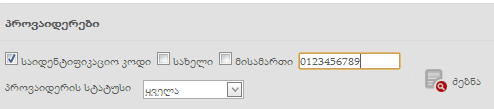 პროვაიდერები
საიდენტიფიკაციო კოდი სახელი მისამართი 0123456789
პროვაიდერის სტატუსი ყველა ძებნა